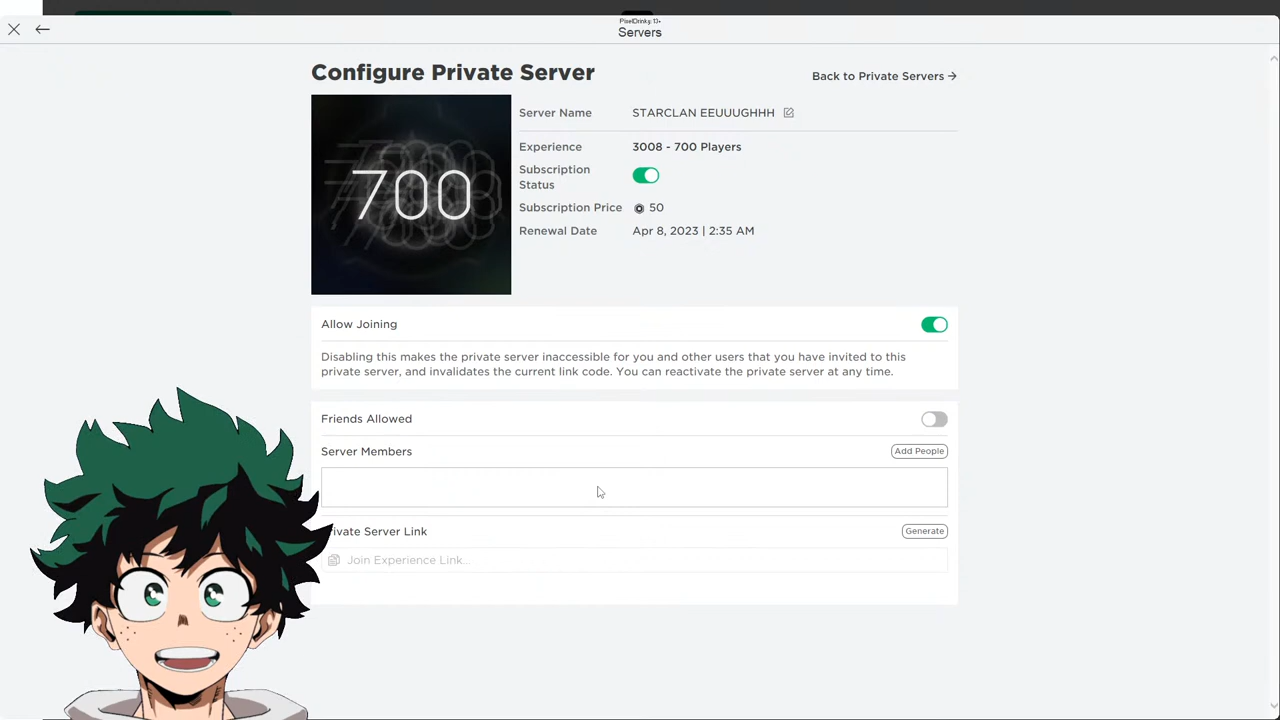 PixelDrinky: 13+
Servers
Configure Private Server
Back to Private Servers →
700
Server Name STARCLAN EEUUUGHHH
Experience 3008 - 700 Players
Subscription
Status
Subscription Price 50
Renewal Date Apr 8, 2023 | 2:35 AM
Allow Joining
Disabling this makes the private server inaccessible for you and other users that you have invited to this
private server, and invalidates the current link code. You can reactivate the private server at any time.
Friends Allowed
Server Members Add People
rivate Server Link Generate
Join Experience Link...